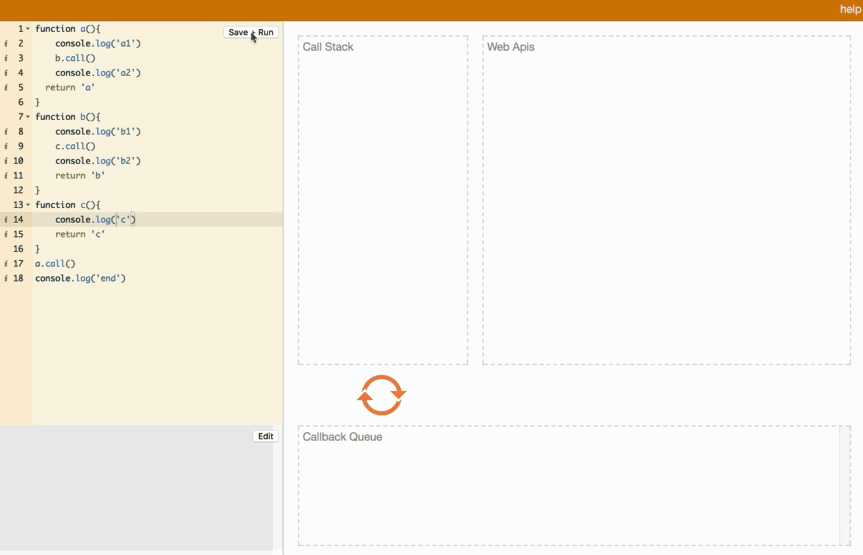 help
1 function a(){
Save + Run
i 2 console.log('a1')
i 3 b.call()
i 4 console.log('a2')
i 5 return 'a'
6 }
7 function b(){
i 8 console.log('b1')
i 9 c.call()
i 10 console.log('b2')
i 11 return 'b'
12 }
13 function c(){
i 14 console.log('c')
i 15 return 'c'
16 }
i 17 a.call()
i 18 console.log('end')
Edit
Call Stack
Web Apis
Callback Queue